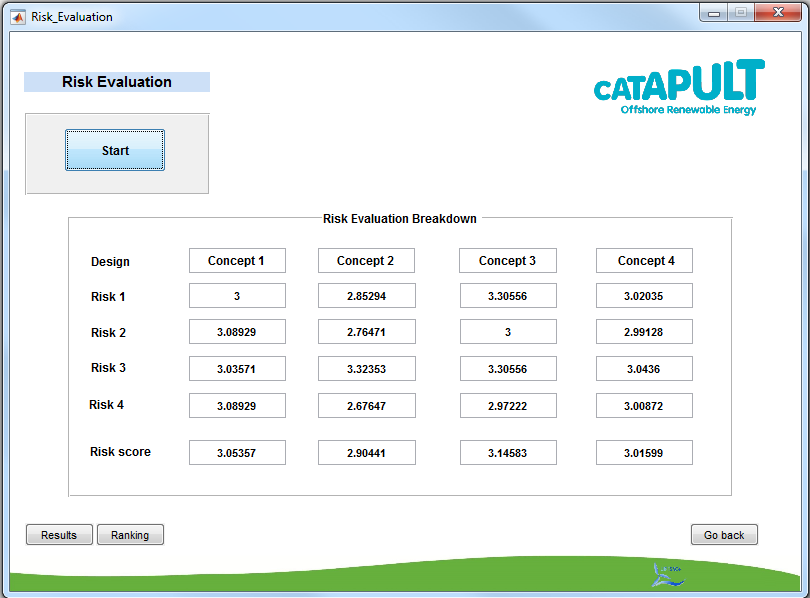 Risk_Evaluation
Risk Evaluation
CATAPULT
Offshore Renewable Energy
Start
Risk Evaluation Breakdown
Design Concept 1 Concept 2 Concept 3 Concept 4
Risk 1 3 2.85294 3.30556 3.02035
Risk 2 3.08929 2.76471 3 2.99128
Risk 3 3.03571 3.32353 3.30556 3.0436
Risk 4 3.08929 2.67647 2.97222 3.00872
Risk score 3.05357 2.90441 3.14583 3.01599
Results Ranking Go back